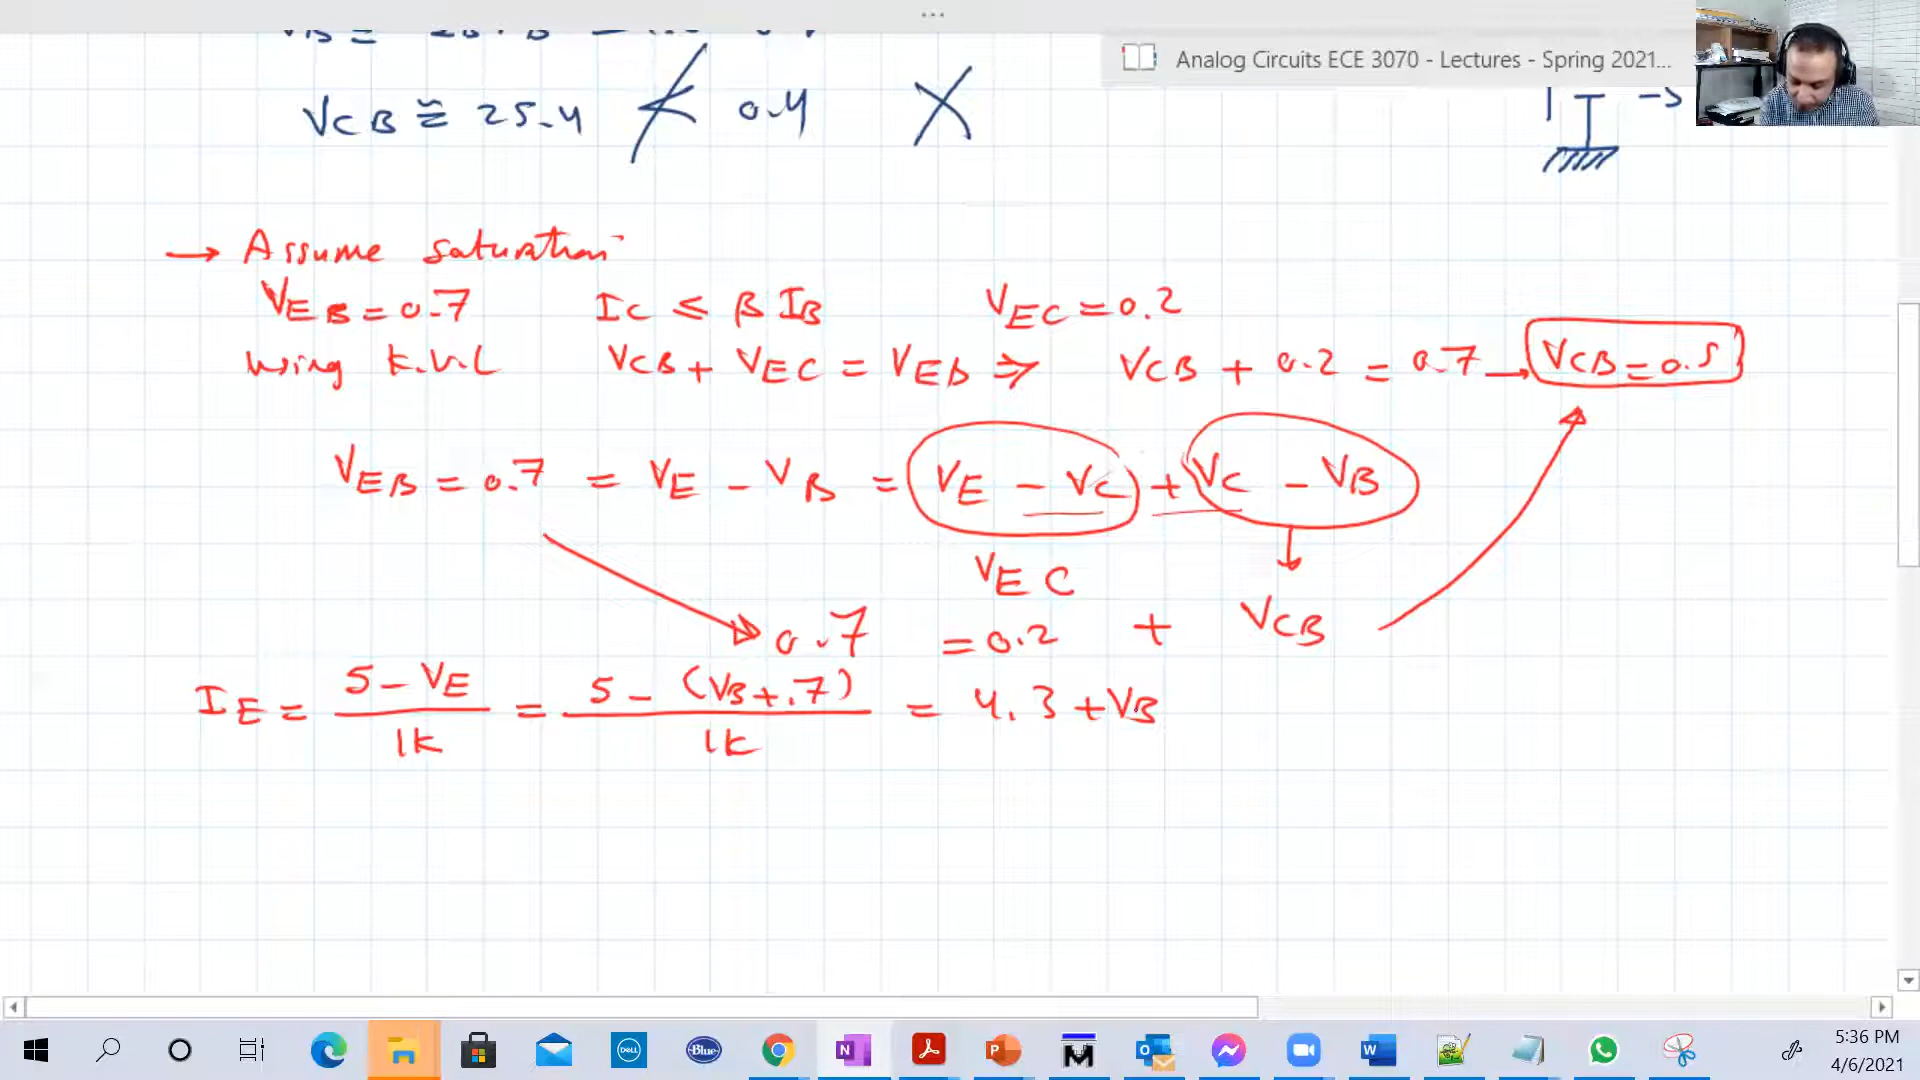 ...
Analog Circuits ECE 3070 - Lectures - Spring 2021...
VCB ≅ 25.4 < 0.4 X
-5
→ Assume saturation
VEB = 0.7 IC ≤ β IB VEC = 0.2
using K.V.L VCB + VEC = VEB ⇒ VCB + 0.2 = 0.7 → VCB = 0.5
VEB = 0.7 = VE - VB = VE - VC + VC - VB
VEC
0.7 = 0.2 + VCB
IE = 5 - VE / 1K = 5 - (VB + .7) / 1K = 4.3 + VB
DELL
Blue
N
P
W
5:36 PM
4/6/2021